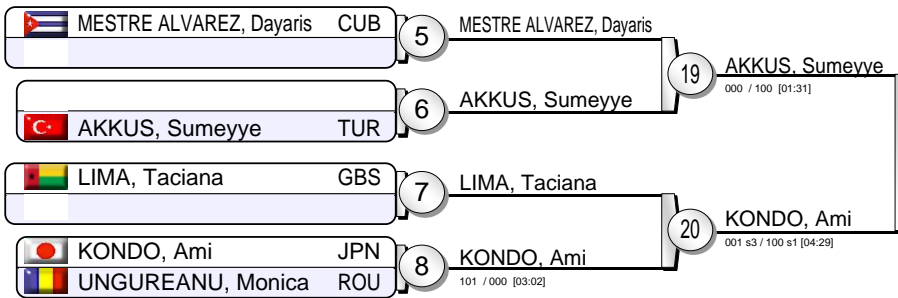 MESTRE ALVAREZ, Dayaris CUB
5
MESTRE ALVAREZ, Dayaris
19
AKKUS, Sumeyye
000 / 100 [01:31]
6
AKKUS, Sumeyye
AKKUS, Sumeyye TUR
LIMA, Taciana GBS
7
LIMA, Taciana
20
KONDO, Ami
001 s3 / 100 s1 [04:29]
KONDO, Ami JPN
8
KONDO, Ami
101 / 000 [03:02]
UNGUREANU, Monica ROU